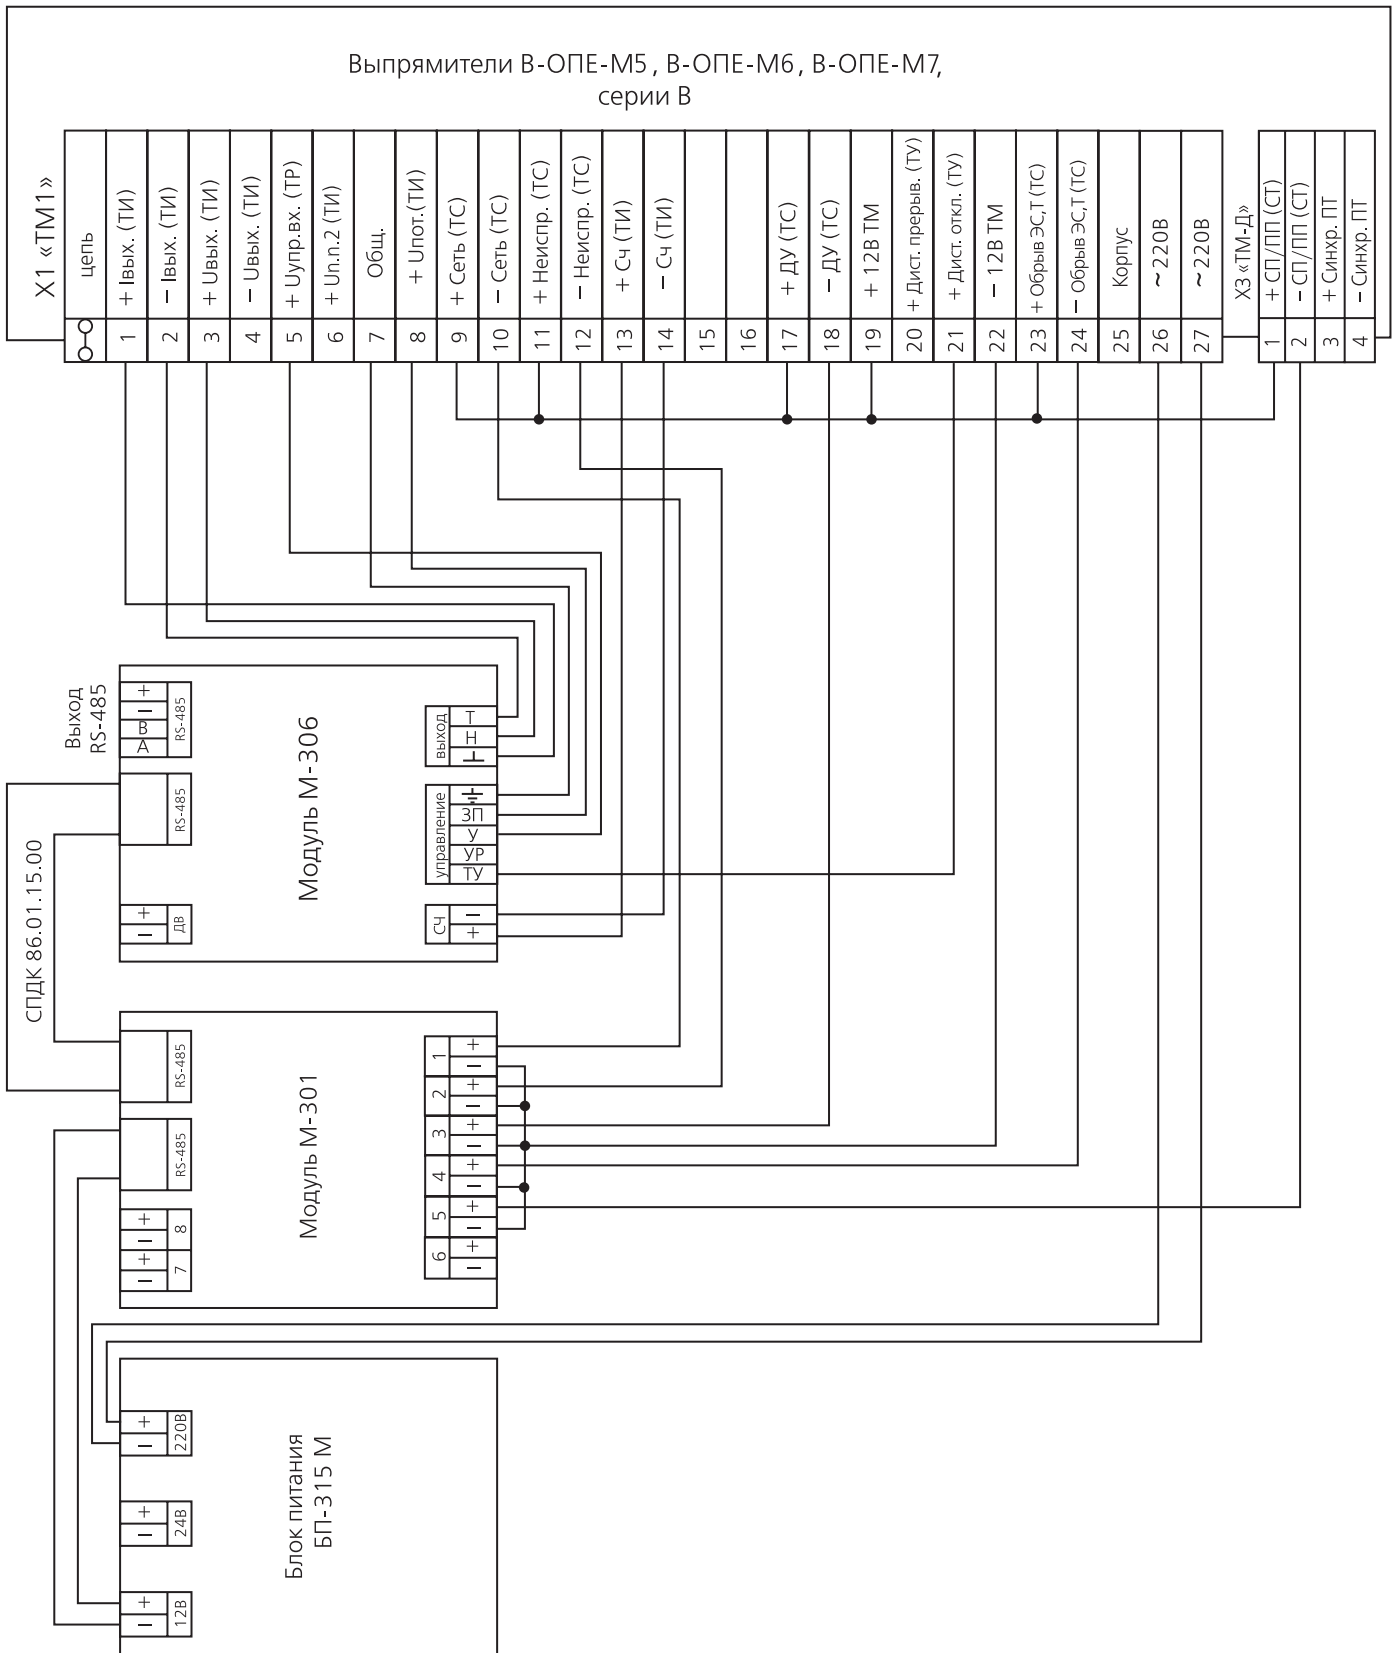 Выпрямители В-ОПЕ-М5, В-ОПЕ-М6, В-ОПЕ-М7,
серии В
X1 «ТМ1»
цепь
1 + Iвых. (ТИ)
2 − Iвых. (ТИ)
3 + Uвых. (ТИ)
4 − Uвых. (ТИ)
5 + Uупр.вх. (ТР)
6 + Uп.п.2 (ТИ)
7 Общ.
8 + Uпот.(ТИ)
9 + Сеть (ТС)
10 − Сеть (ТС)
11 + Неиспр. (ТС)
12 − Неиспр. (ТС)
13 + Сч (ТИ)
14 − Сч (ТИ)
15
16
17 + ДУ (ТС)
18 − ДУ (ТС)
19 + 12В ТМ
20 + Дист. прерыв. (ТУ)
21 + Дист. откл. (ТУ)
22 − 12В ТМ
23 + Обрыв ЭС,Т (ТС)
24 − Обрыв ЭС,Т (ТС)
25 Корпус
26 ~ 220В
27 ~ 220В
X3 «ТМ-Д»
1 + СП/ПП (СТ)
2 - СП/ПП (СТ)
3 + Синхр. ПТ
4 - Синхр. ПТ
Выход
RS-485
+
−
B
A
RS-485
RS-485
+
−
ДВ
Модуль М-306
выход
Т
Н
⊥
управление
ЗП
У
УР
ТУ
СЧ
−
+
СПДК 86.01.15.00
RS-485
RS-485
+
−
8
+
−
7
Модуль М-301
1
+
−
2
+
−
3
+
−
4
+
−
5
+
−
6
+
−
+
−
220В
+
−
24В
+
−
12В
Блок питания
БП-315 М